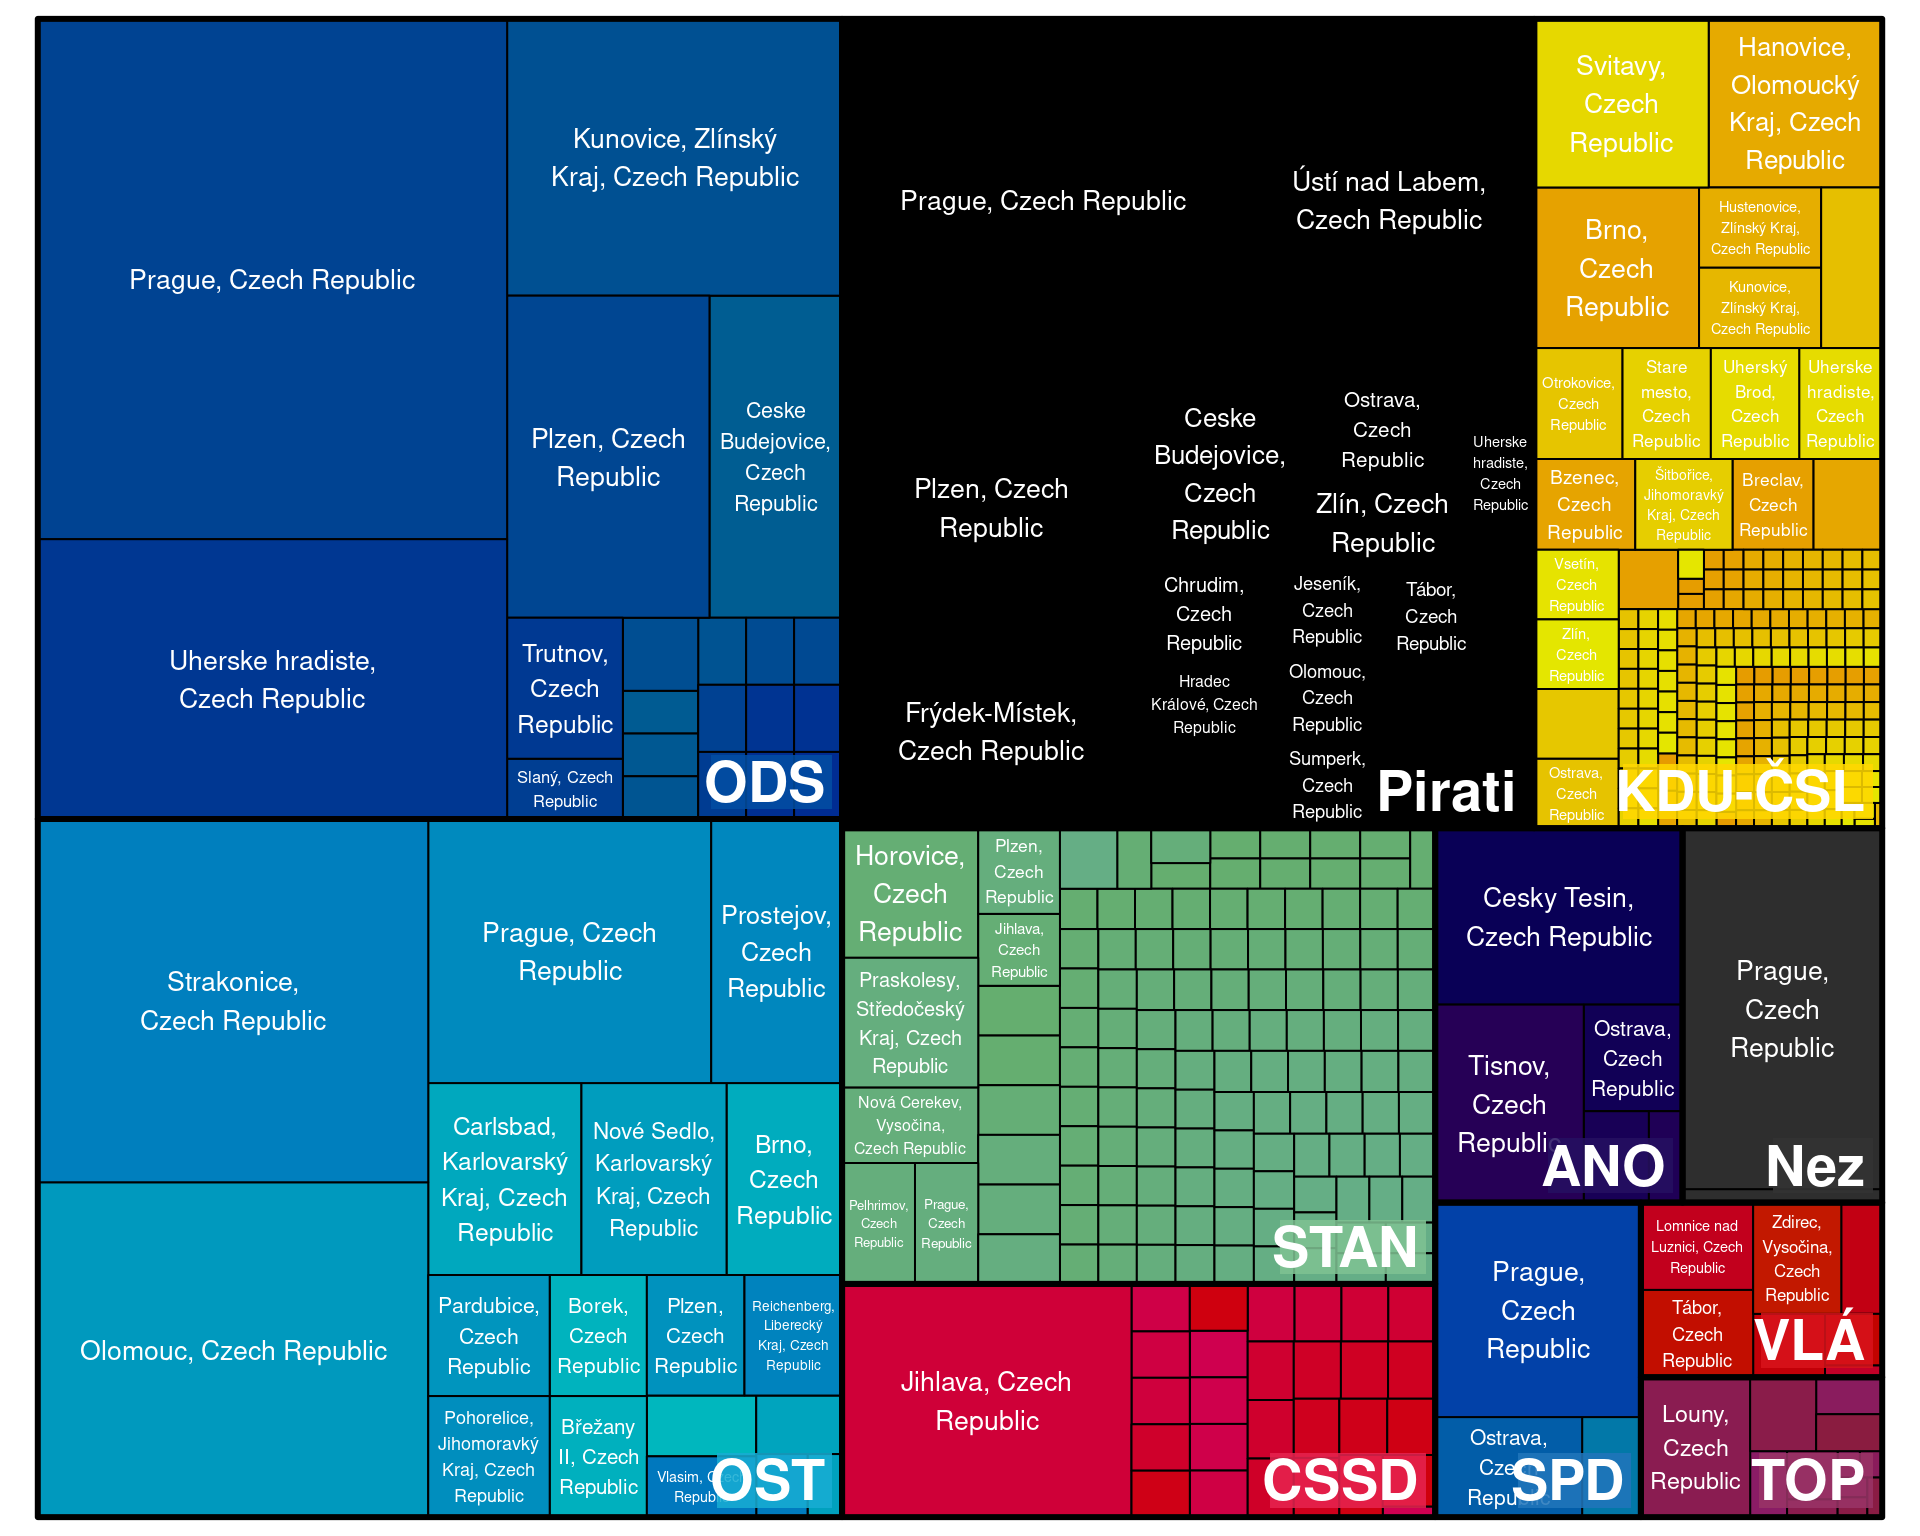 Prague, Czech Republic
Kunovice, Zlínský
Kraj, Czech Republic
Plzen, Czech
Republic
Ceske
Budejovice,
Czech
Republic
Uherske hradiste,
Czech Republic
Trutnov,
Czech
Republic
Slaný, Czech
Republic
ODS
Prague, Czech Republic
Ústí nad Labem,
Czech Republic
Plzen, Czech
Republic
Ceske
Budejovice,
Czech
Republic
Ostrava,
Czech
Republic
Uherske
hradiste,
Czech
Republic
Zlín, Czech
Republic
Frýdek-Místek,
Czech Republic
Chrudim,
Czech
Republic
Jeseník,
Czech
Republic
Tábor,
Czech
Republic
Hradec
Králové, Czech
Republic
Olomouc,
Czech
Republic
Sumperk,
Czech
Republic
Pirati
Svitavy,
Czech
Republic
Hanovice,
Olomoucký
Kraj, Czech
Republic
Brno,
Czech
Republic
Hustenovice,
Zlínský Kraj,
Czech Republic
Kunovice,
Zlínský Kraj,
Czech Republic
Otrokovice,
Czech
Republic
Stare
mesto,
Czech
Republic
Uherský
Brod,
Czech
Republic
Uherske
hradiste,
Czech
Republic
Bzenec,
Czech
Republic
Šitbořice,
Jihomoravký
Kraj, Czech
Republic
Breclav,
Czech
Republic
Vsetín,
Czech
Republic
Zlín,
Czech
Republic
Ostrava,
Czech
Republic
KDU-ČSL
Strakonice,
Czech Republic
Prague, Czech
Republic
Prostejov,
Czech
Republic
Olomouc, Czech Republic
Carlsbad,
Karlovarský
Kraj, Czech
Republic
Nové Sedlo,
Karlovarský
Kraj, Czech
Republic
Brno,
Czech
Republic
Pardubice,
Czech
Republic
Borek,
Czech
Republic
Plzen,
Czech
Republic
Reichenberg,
Liberecký
Kraj, Czech
Republic
Pohorelice,
Jihomoravký
Kraj, Czech
Republic
Břežany
II, Czech
Republic
Vlasim, Czech
Republic
OST
Horovice,
Czech
Republic
Plzen,
Czech
Republic
Jihlava,
Czech
Republic
Praskolesy,
Středočeský
Kraj, Czech
Republic
Nová Cerekev,
Vysočina,
Czech Republic
Pelhrimov,
Czech
Republic
Prague,
Czech
Republic
STAN
Jihlava, Czech
Republic
CSSD
Cesky Tesin,
Czech Republic
Tisnov,
Czech
Republic
Ostrava,
Czech
Republic
ANO
Prague,
Czech
Republic
Nez
Prague,
Czech
Republic
Ostrava,
Czech
Republic
SPD
Lomnice nad
Luznici, Czech
Republic
Zdirec,
Vysočina,
Czech
Republic
Tábor,
Czech
Republic
VLÁ
Louny,
Czech
Republic
TOP